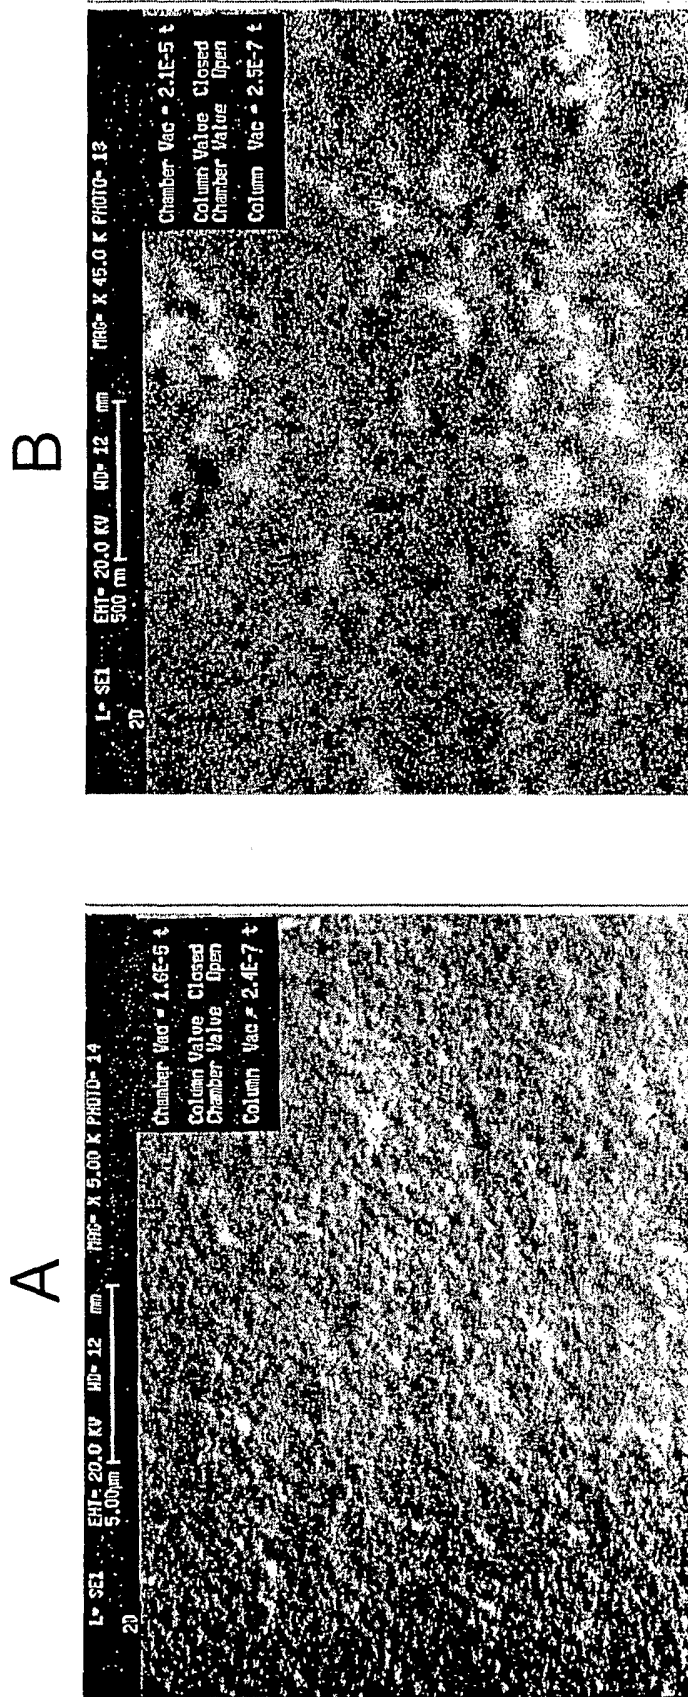 A
L= SE1 EHT= 20.0 KV WD= 12 mm MAG= X 5.00 K PHOTO= 14
5.00µm
20
Chamber Vac = 1.6E-5 t
Column Valve Closed
Chamber Valve Open
Column Vac = 2.4E-7 t
B
L= SE1 EHT= 20.0 KV WD= 12 mm MAG= X 45.0 K PHOTO= 13
500 nm
20
Chamber Vac = 2.1E-5 t
Column Valve Closed
Chamber Valve Open
Column Vac = 2.5E-7 t